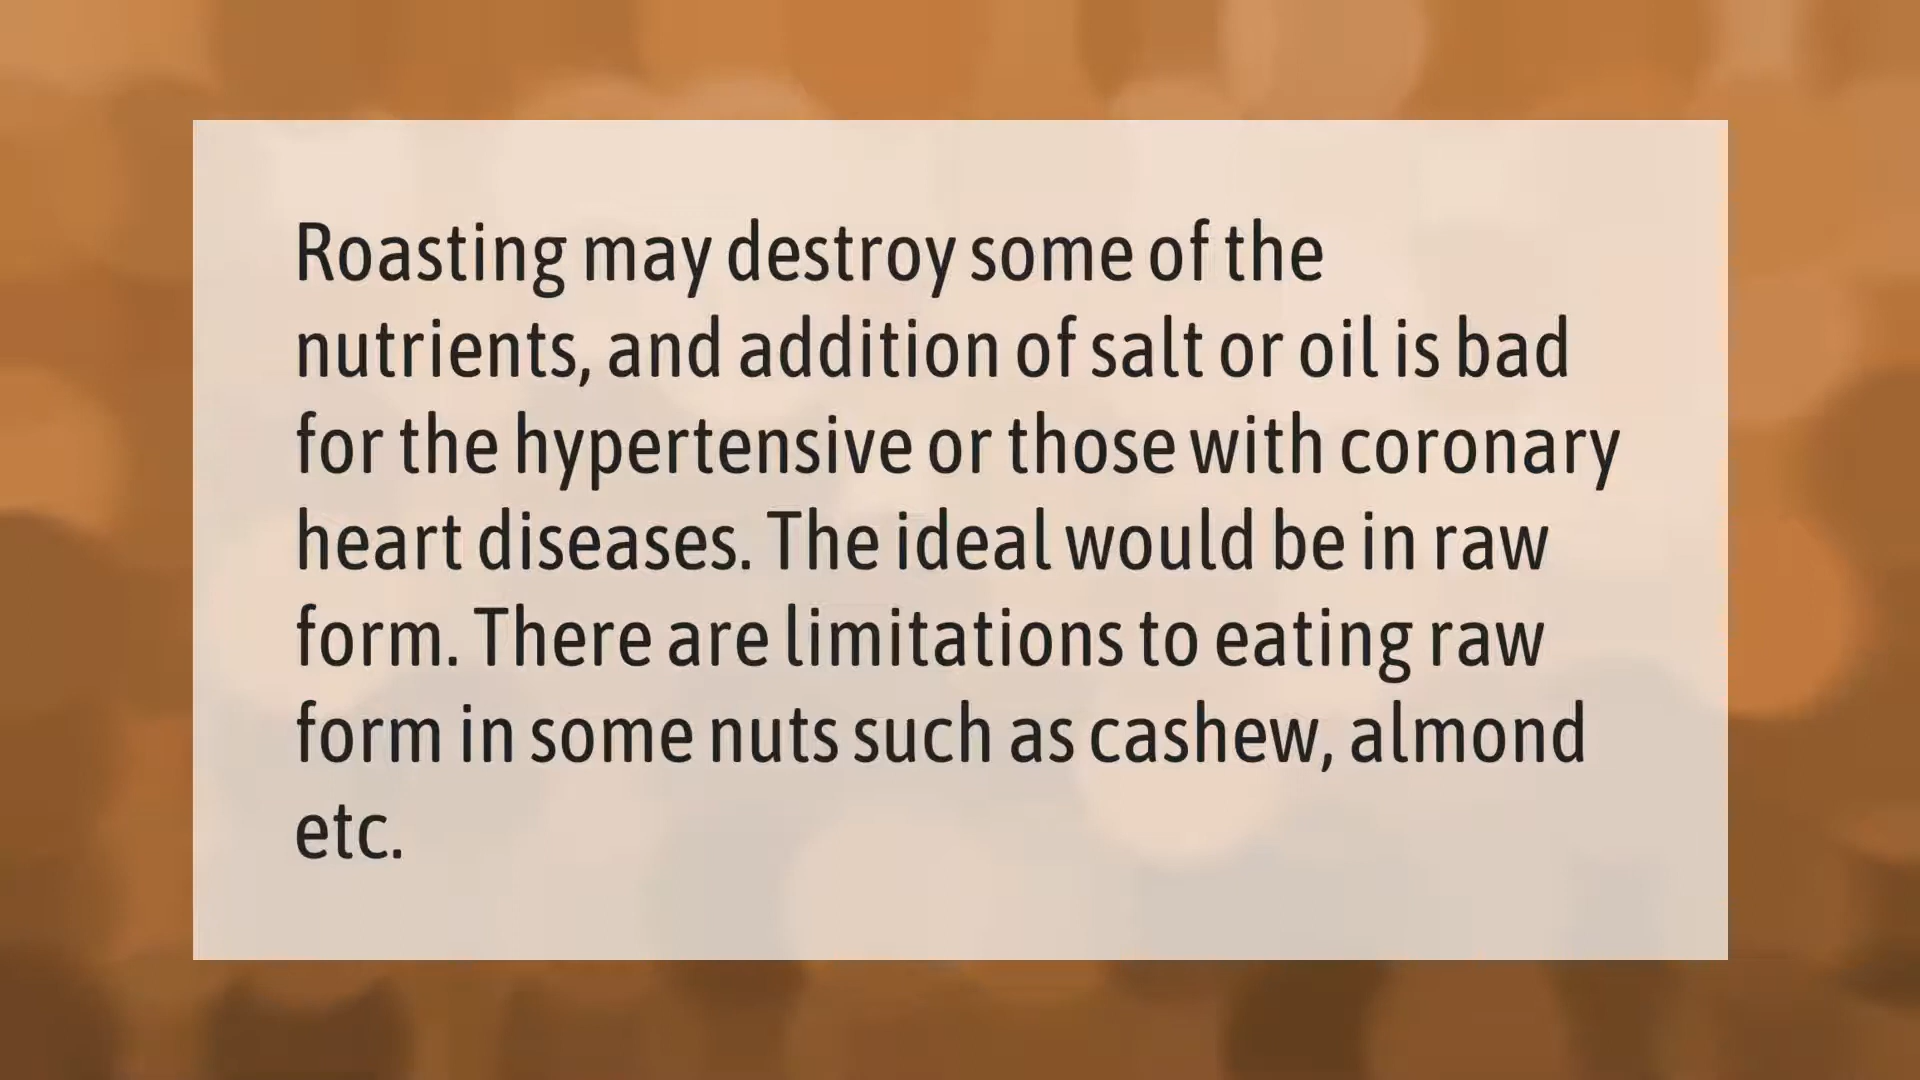 Roasting may destroy some of the
nutrients, and addition of salt or oil is bad
for the hypertensive or those with coronary
heart diseases. The ideal would be in raw
form. There are limitations to eating raw
form in some nuts such as cashew, almond
etc.